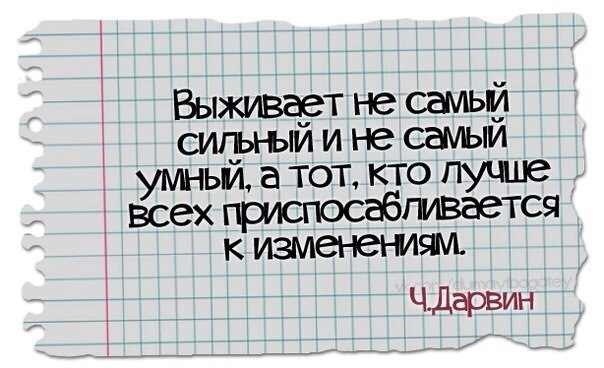 Выживает не самый
сильный и не самый
умный, а тот, кто лучше
всех приспосабливается
к изменениям.
Ч.Дарвин